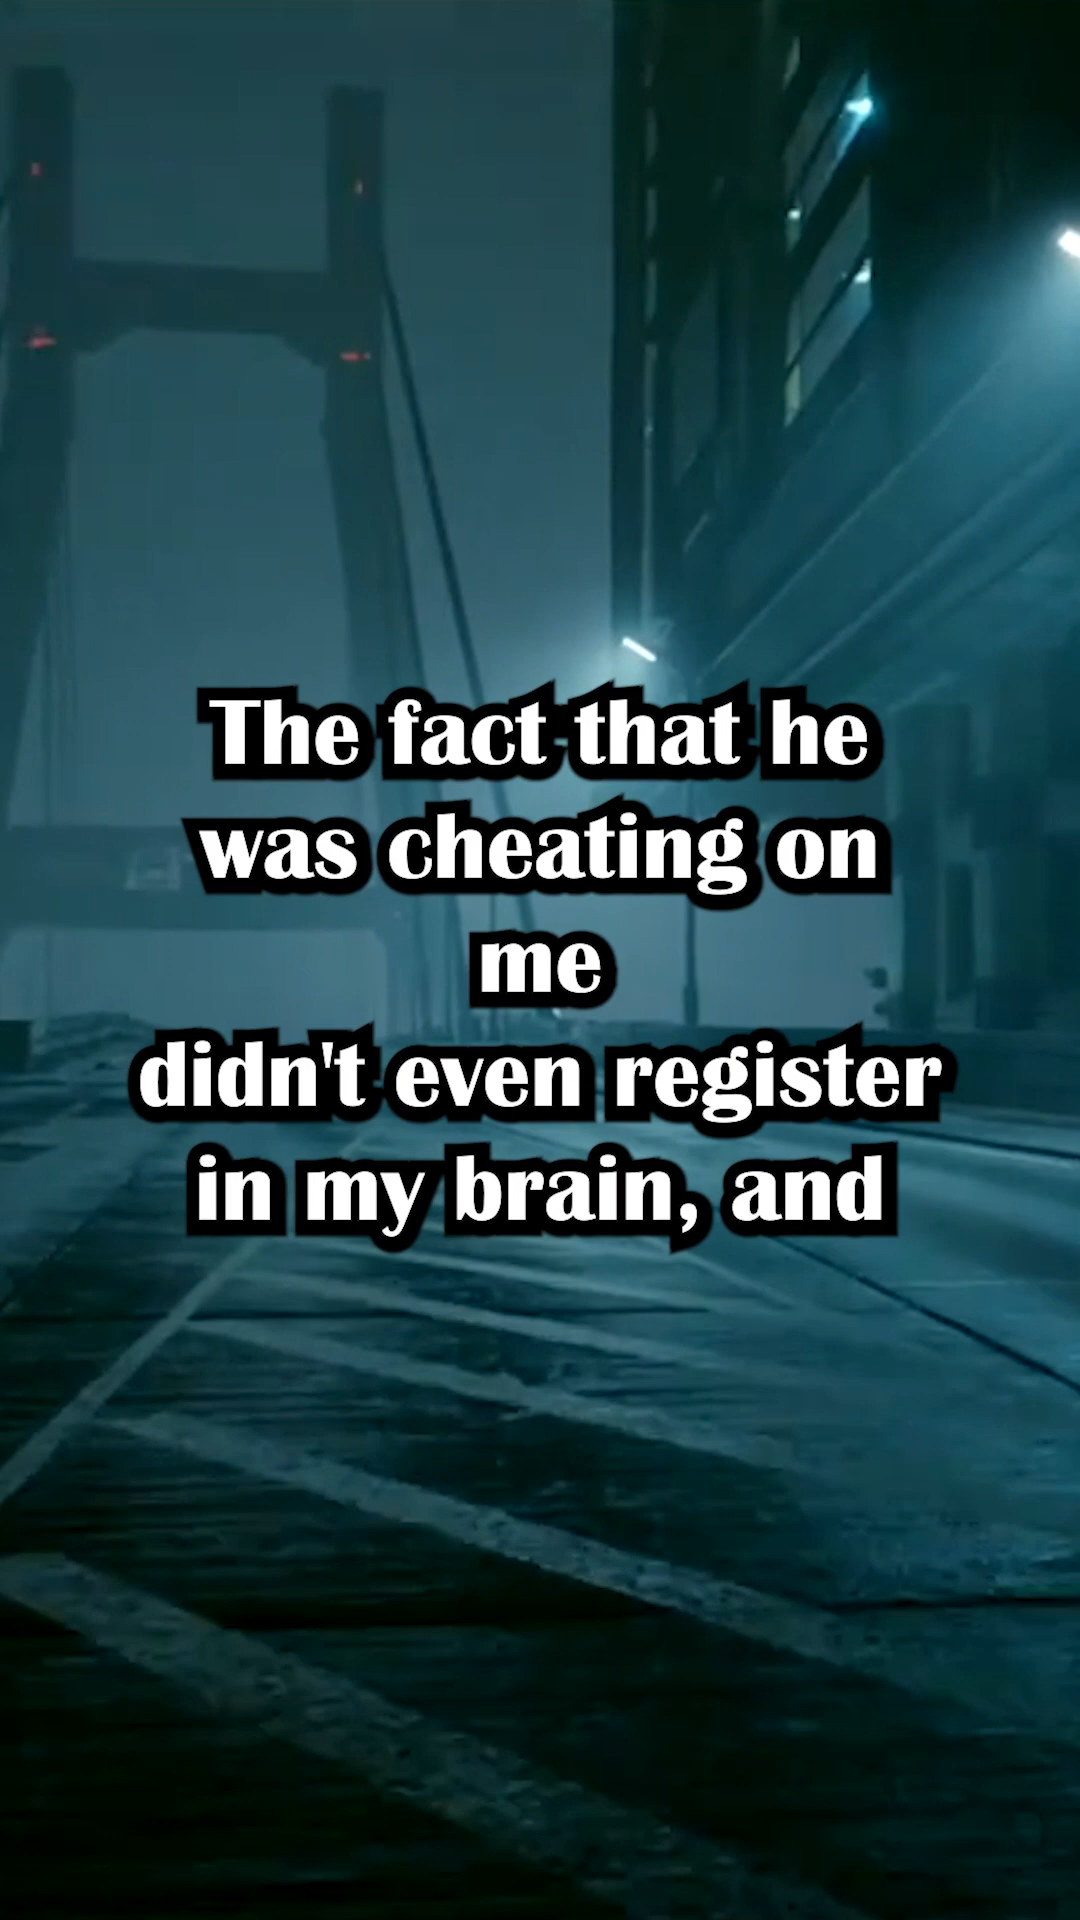 The fact that he
was cheating on
me
didn't even register
in my brain, and